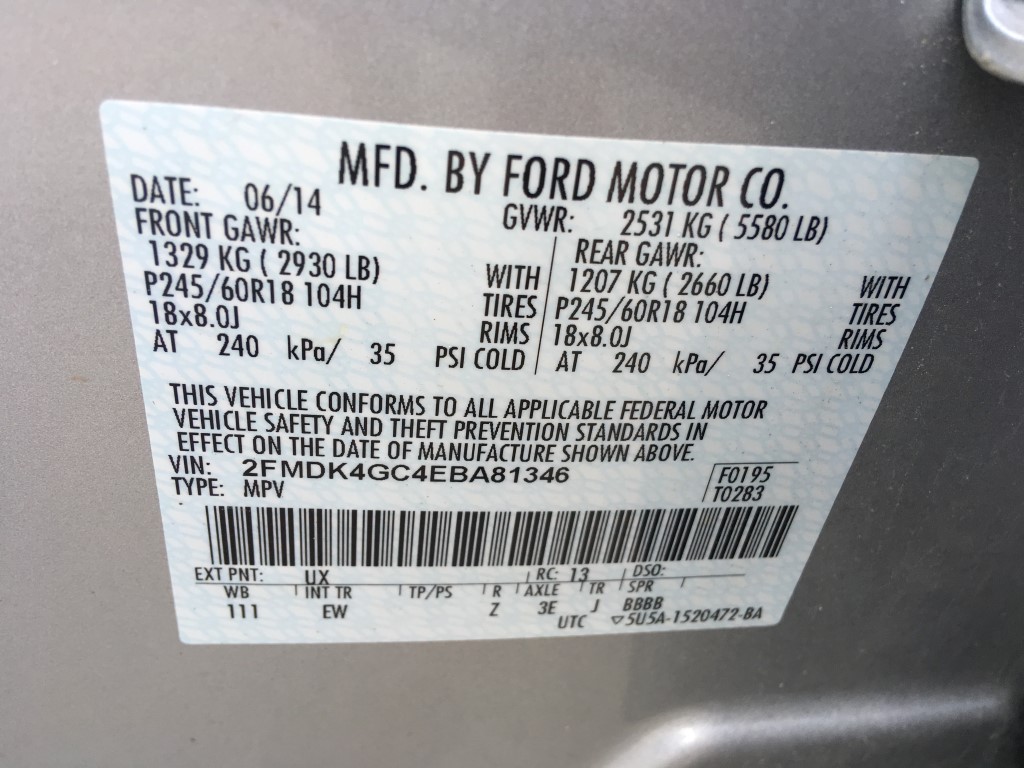 MFD. BY FORD MOTOR CO.
DATE: 06/14 GVWR: 2531 KG ( 5580 LB)
FRONT GAWR: REAR GAWR:
1329 KG ( 2930 LB) WITH 1207 KG ( 2660 LB) WITH
P245/60R18 104H TIRES P245/60R18 104H TIRES
18x8.0J RIMS 18x8.0J RIMS
AT 240 kPa/ 35 PSI COLD AT 240 kPa/ 35 PSI COLD
THIS VEHICLE CONFORMS TO ALL APPLICABLE FEDERAL MOTOR
VEHICLE SAFETY AND THEFT PREVENTION STANDARDS IN
EFFECT ON THE DATE OF MANUFACTURE SHOWN ABOVE.
VIN: 2FMDK4GC4EBA81346 F0195
TYPE: MPV T0283
EXT PNT: UX RC: 13 DSO:
WB INT TR TP/PS R AXLE TR SPR
111 EW Z 3E J BBBB
UTC ▽5U5A-1520472-BA